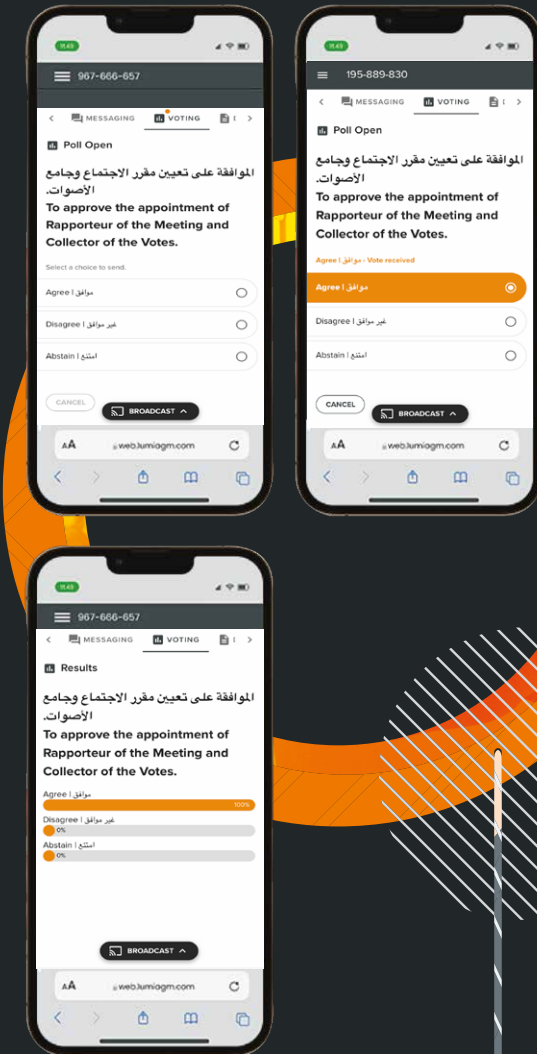 11.49
967-666-657
MESSAGING
VOTING
Poll Open
الموافقة على تعيين مقرر الاجتماع وجامع
الأصوات.
To approve the appointment of
Rapporteur of the Meeting and
Collector of the Votes.
Select a choice to send.
Agree | موافق
Disagree | غير موافق
Abstain | امتنع
CANCEL
BROADCAST
AA web.lumiagm.com
11.49
195-889-830
MESSAGING
VOTING
Poll Open
الموافقة على تعيين مقرر الاجتماع وجامع
الأصوات.
To approve the appointment of
Rapporteur of the Meeting and
Collector of the Votes.
Agree | موافق - Vote received
Agree | موافق
Disagree | غير موافق
Abstain | امتنع
CANCEL
BROADCAST
AA web.lumiagm.com
11.49
967-666-657
MESSAGING
VOTING
Results
الموافقة على تعيين مقرر الاجتماع وجامع
الأصوات.
To approve the appointment of
Rapporteur of the Meeting and
Collector of the Votes.
Agree | موافق
100%
Disagree | غير موافق
0%
Abstain | امتنع
0%
BROADCAST
AA web.lumiagm.com